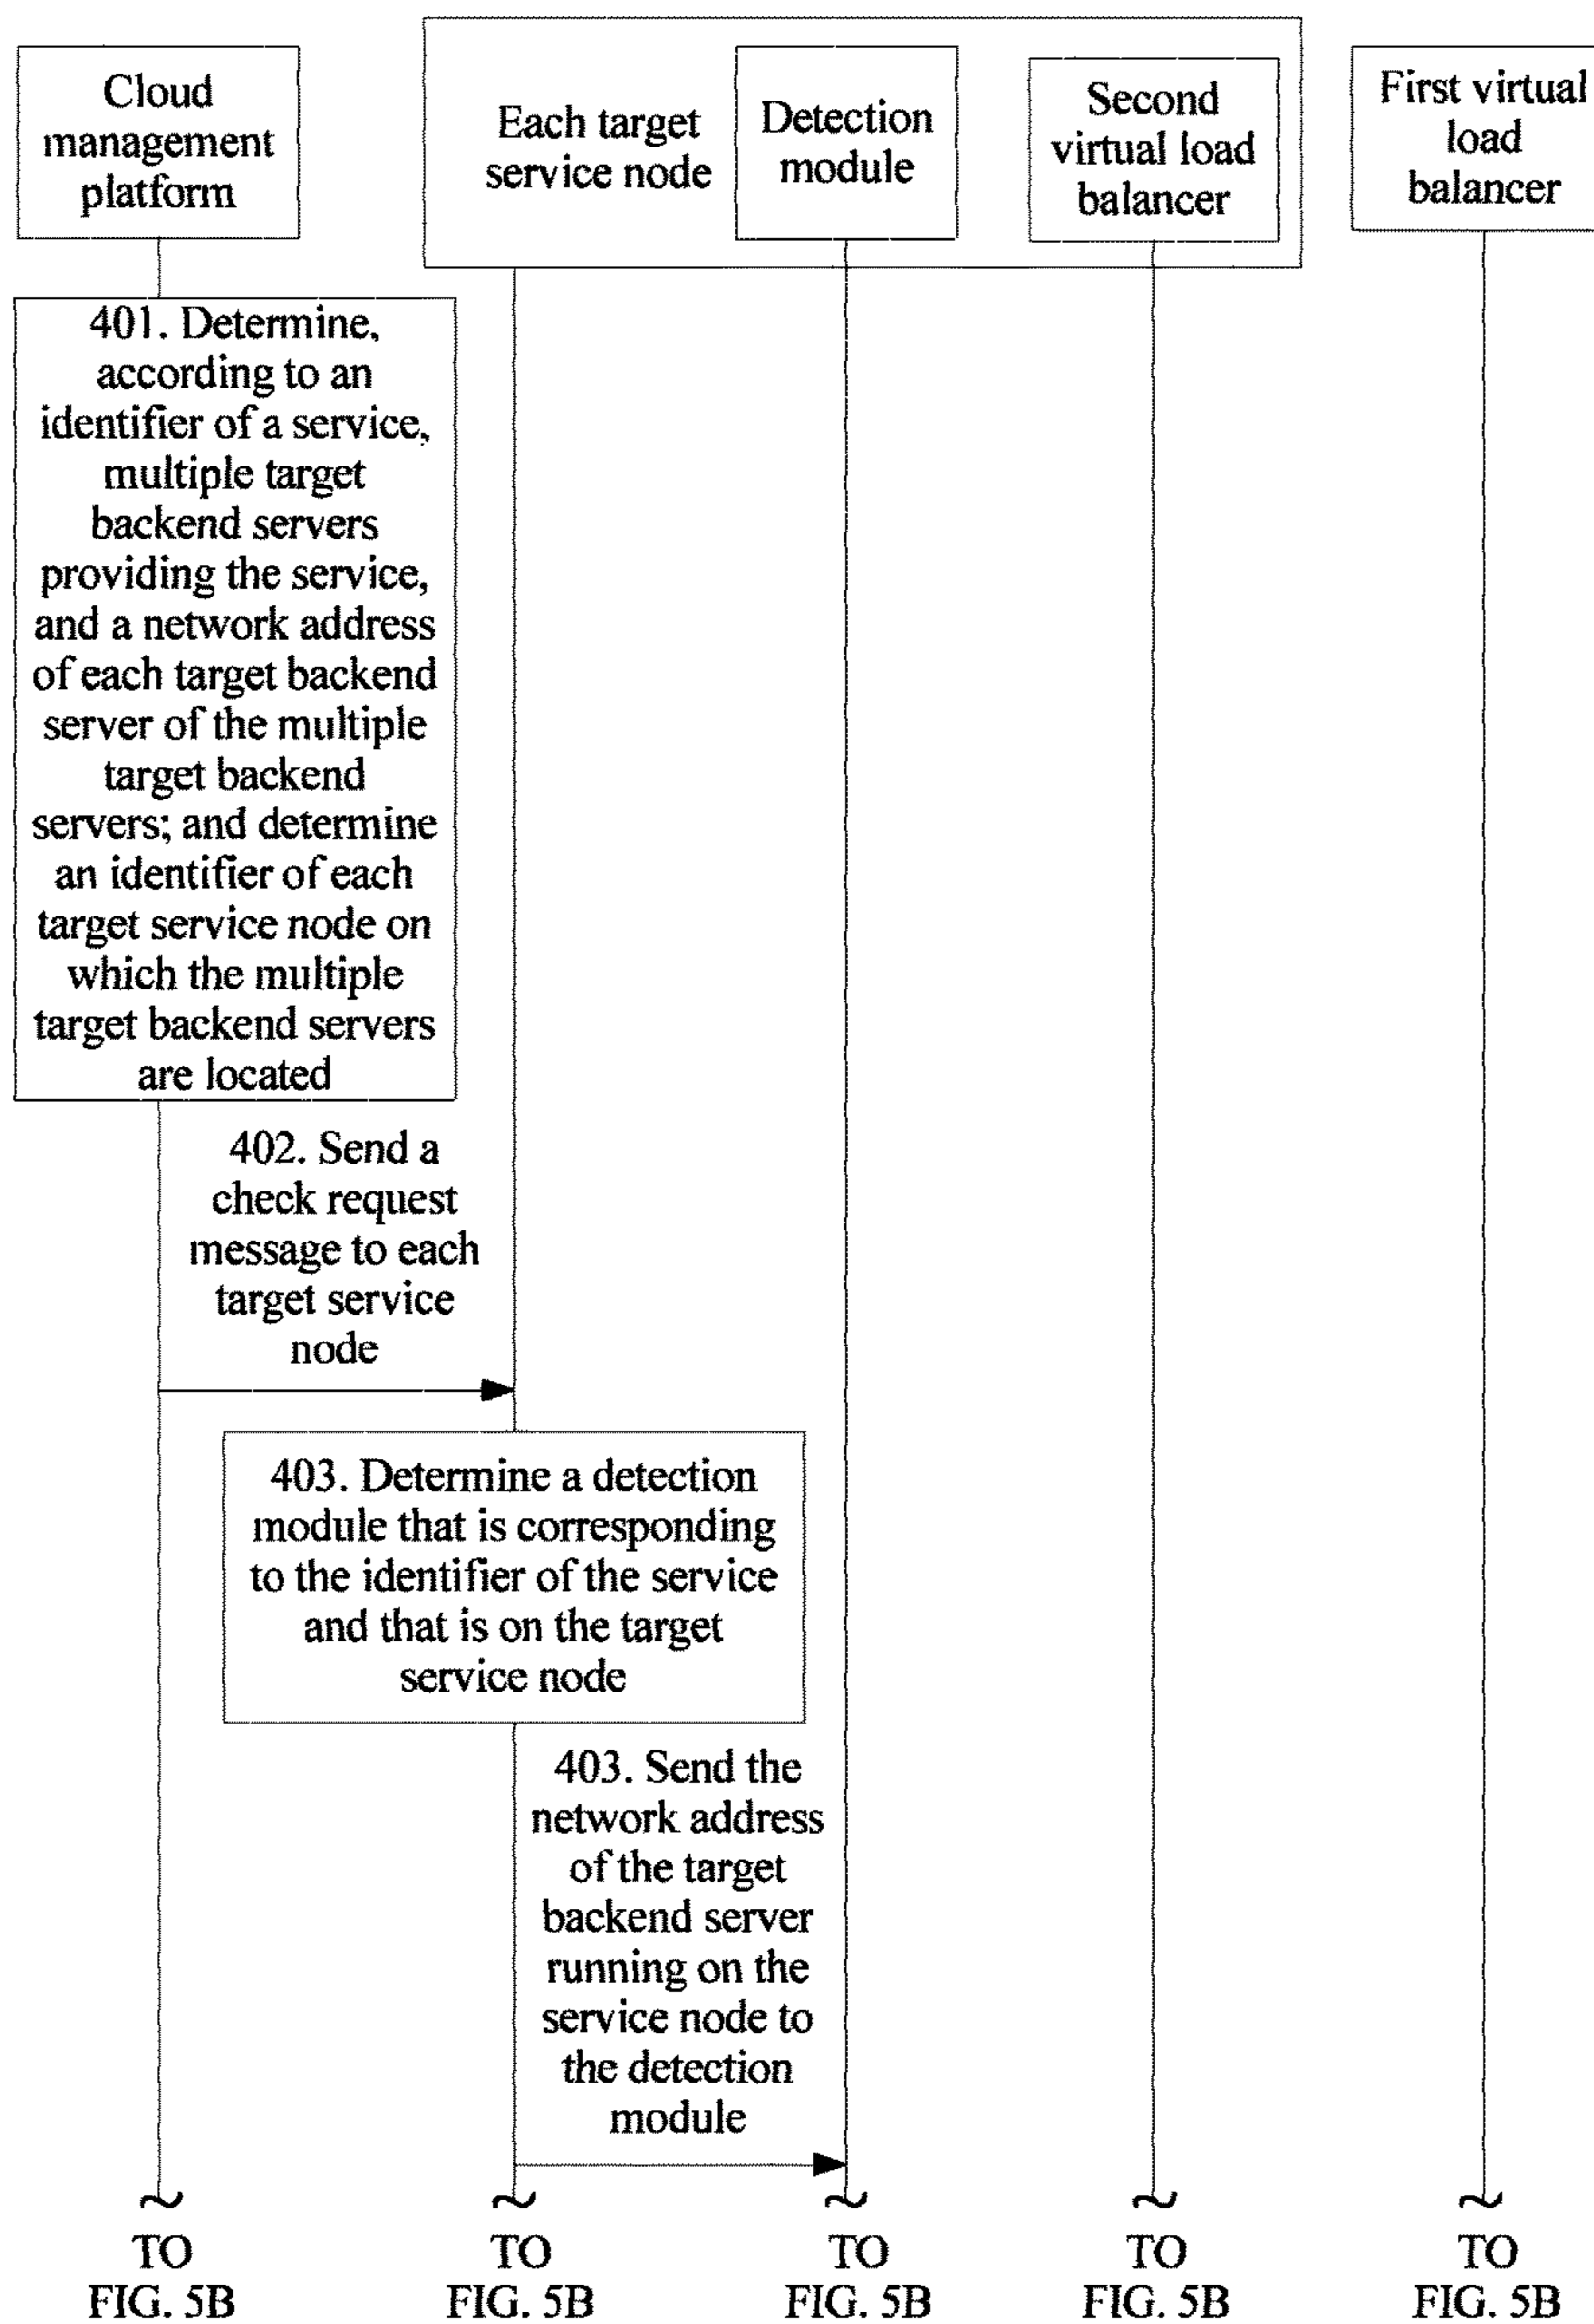 Cloud
management
platform
Each target
service node
Detection
module
Second
virtual load
balancer
First virtual
load
balancer
401. Determine,
according to an
identifier of a service,
multiple target
backend servers
providing the service,
and a network address
of each target backend
server of the multiple
target backend
servers; and determine
an identifier of each
target service node on
which the multiple
target backend servers
are located
402. Send a
check request
message to each
target service
node
403. Determine a detection
module that is corresponding
to the identifier of the service
and that is on the target
service node
403. Send the
network address
of the target
backend server
running on the
service node to
the detection
module
TO
FIG. 5B
TO
FIG. 5B
TO
FIG. 5B
TO
FIG. 5B
TO
FIG. 5B